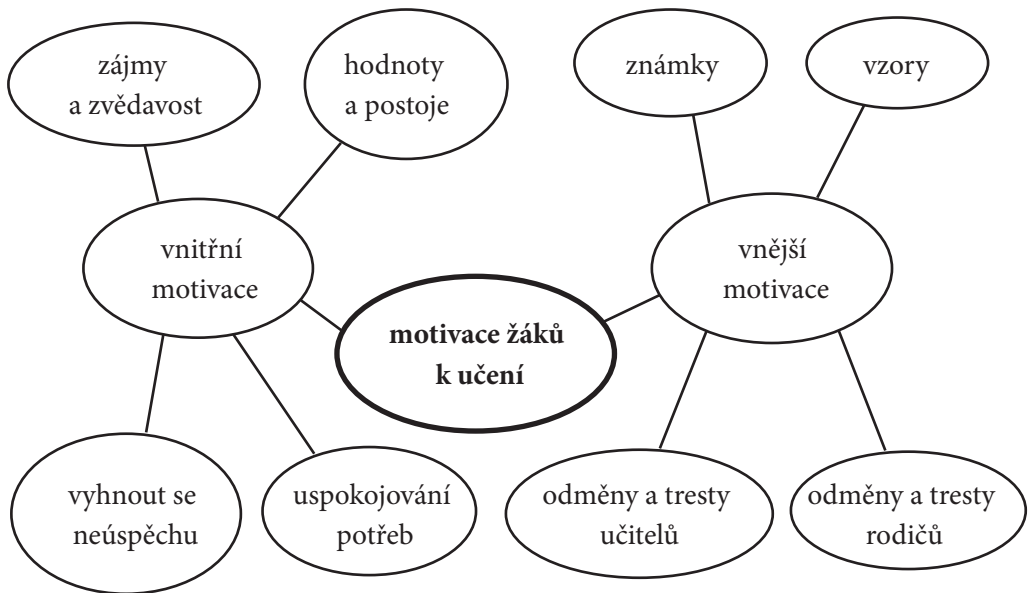 zájmy
a zvědavost
hodnoty
a postoje
známky
vzory
vnitřní
motivace
vnější
motivace
motivace žáků
k učení
vyhnout se
neúspěchu
uspokojování
potřeb
odměny a tresty
učitelů
odměny a tresty
rodičů